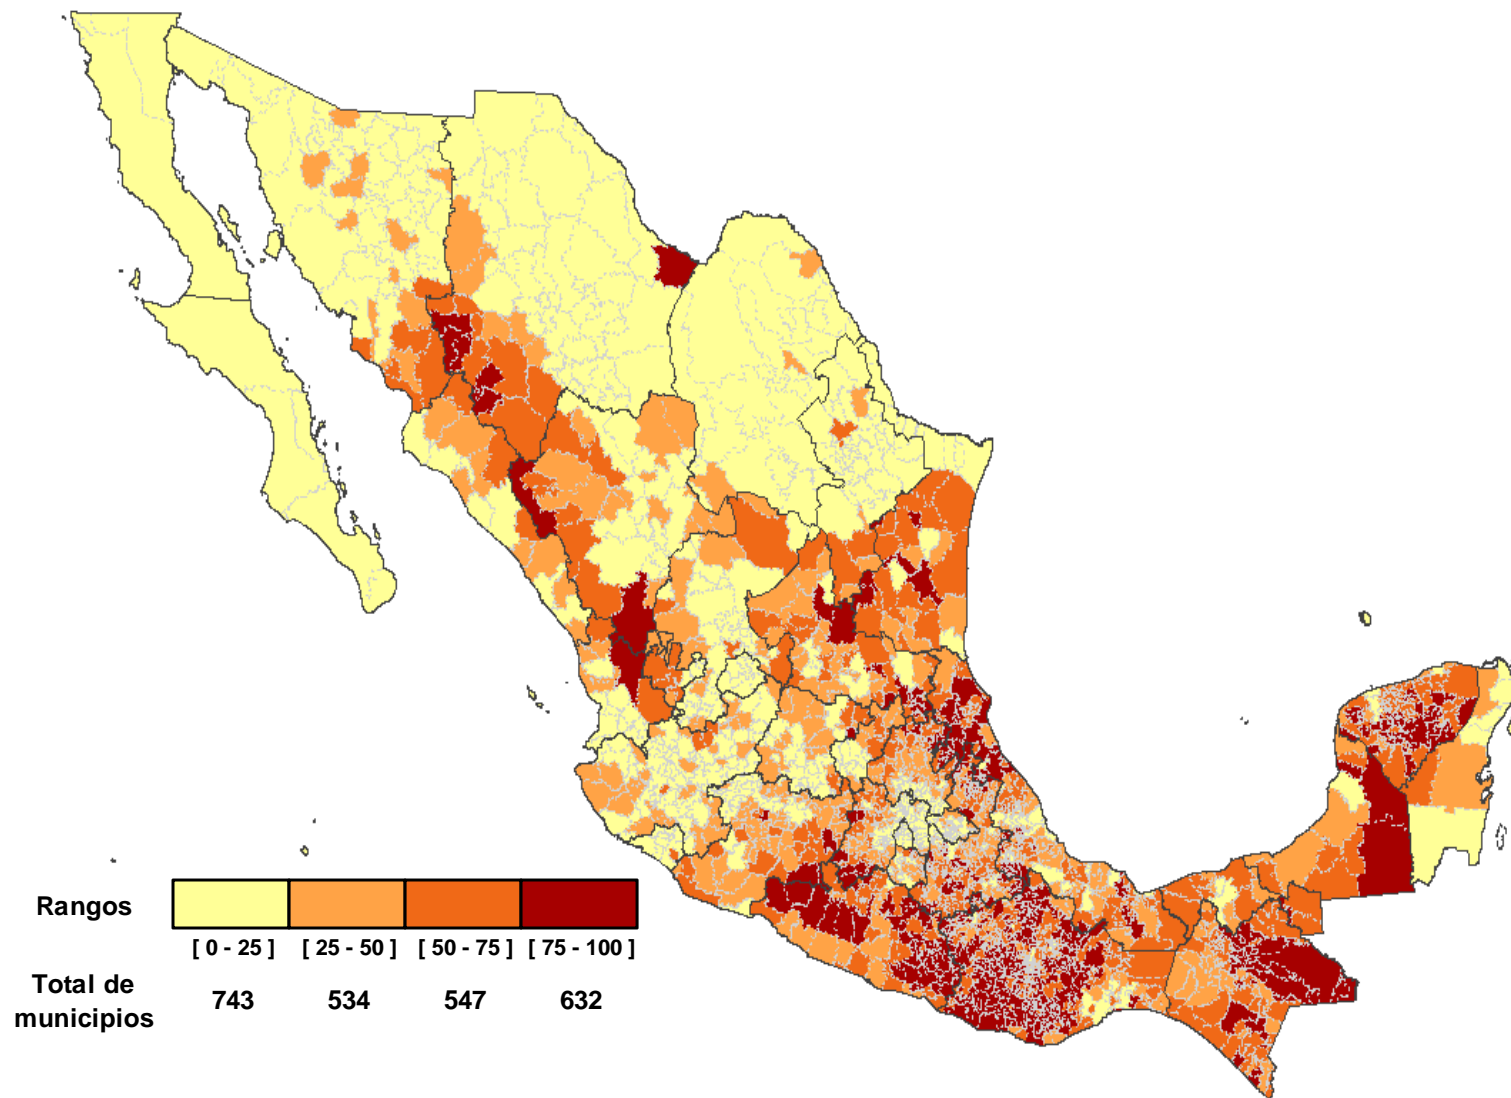 Rangos
[ 0 - 25 ] [ 25 - 50 ] [ 50 - 75 ] [ 75 - 100 ]
Total de
municipios
743 534 547 632